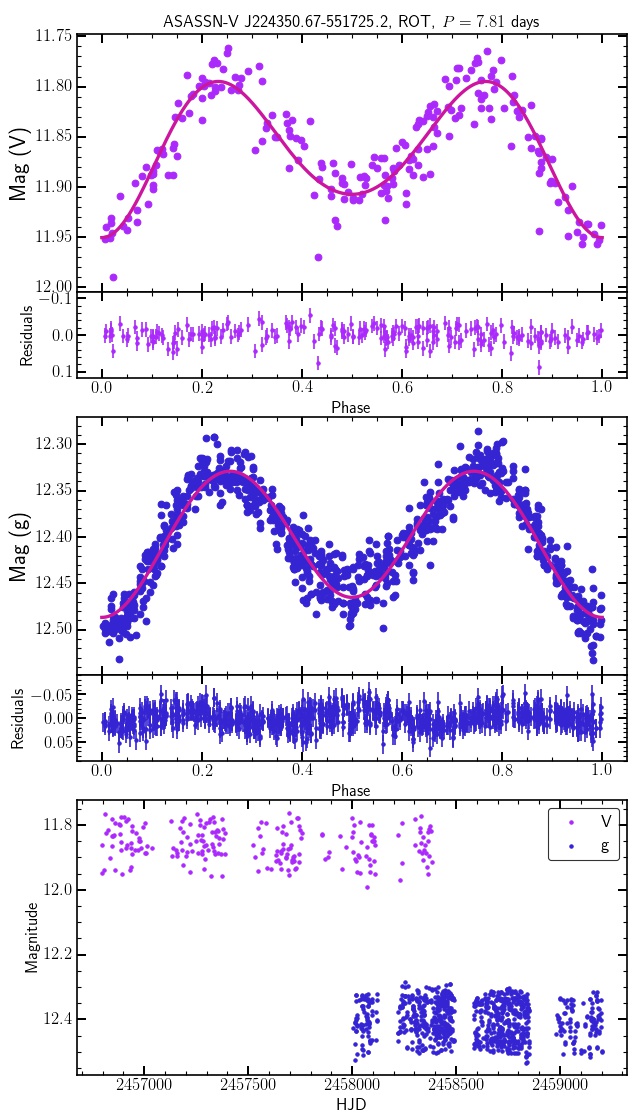 ASASSN-V J224350.67-551725.2, ROT, P = 7.81 days
11.75
11.80
11.85
11.90
11.95
12.00
Mag (V)
−0.1
0.0
0.1
Residuals
0.0 0.2 0.4 0.6 0.8 1.0
Phase
12.30
12.35
12.40
12.45
12.50
Mag (g)
−0.05
0.00
0.05
Residuals
0.0 0.2 0.4 0.6 0.8 1.0
Phase
V
g
11.8
12.0
12.2
12.4
Magnitude
2457000 2457500 2458000 2458500 2459000
HJD